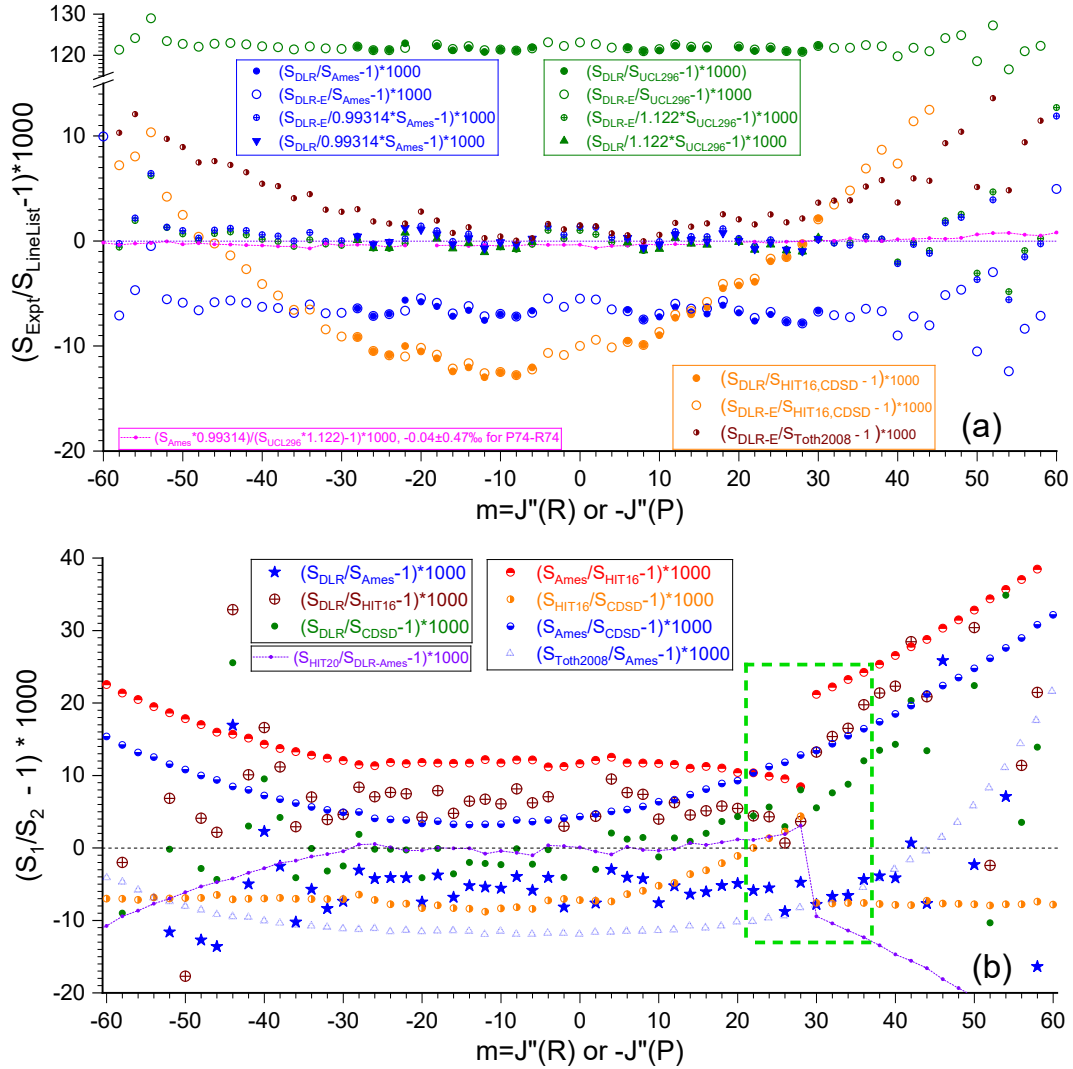 130
120
10
0
-10
-20
(S_Expt/S_LineList-1)*1000
(S_DLR/S_Ames-1)*1000
(S_DLR-E/S_Ames-1)*1000
(S_DLR-E/0.99314*S_Ames-1)*1000
(S_DLR/0.99314*S_Ames-1)*1000
(S_DLR/S_UCL296-1)*1000)
(S_DLR-E/S_UCL296-1)*1000
(S_DLR-E/1.122*S_UCL296-1)*1000
(S_DLR/1.122*S_UCL296-1)*1000
(S_DLR/S_HIT16,CDSD - 1)*1000
(S_DLR-E/S_HIT16,CDSD - 1)*1000
(S_DLR-E/S_Toth2008 - 1 )*1000
(S_Ames*0.99314)/(S_UCL296*1.122)-1)*1000, -0.04±0.47‰ for P74-R74
(a)
-60 -50 -40 -30 -20 -10 0 10 20 30 40 50 60
m=J"(R) or -J"(P)
40
30
20
10
0
-10
-20
(S₁/S₂ - 1) * 1000
(S_DLR/S_Ames-1)*1000
(S_DLR/S_HIT16-1)*1000
(S_DLR/S_CDSD-1)*1000
(S_HIT20/S_DLR-Ames-1)*1000
(S_Ames/S_HIT16-1)*1000
(S_HIT16/S_CDSD-1)*1000
(S_Ames/S_CDSD-1)*1000
(S_Toth2008/S_Ames-1)*1000
(b)
-60 -50 -40 -30 -20 -10 0 10 20 30 40 50 60
m=J"(R) or -J"(P)